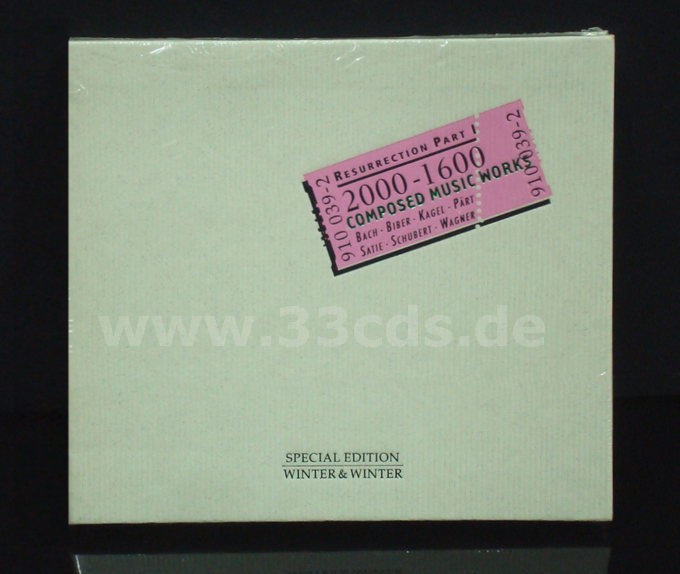 RESURRECTION PART I
2000-1600
COMPOSED MUSIC WORKS
BACH · BIBER · KAGEL · PÄRT
SATIE · SCHUBERT · WAGNER
910 039-2
910 039-2
www.33cds.de
SPECIAL EDITION
WINTER & WINTER